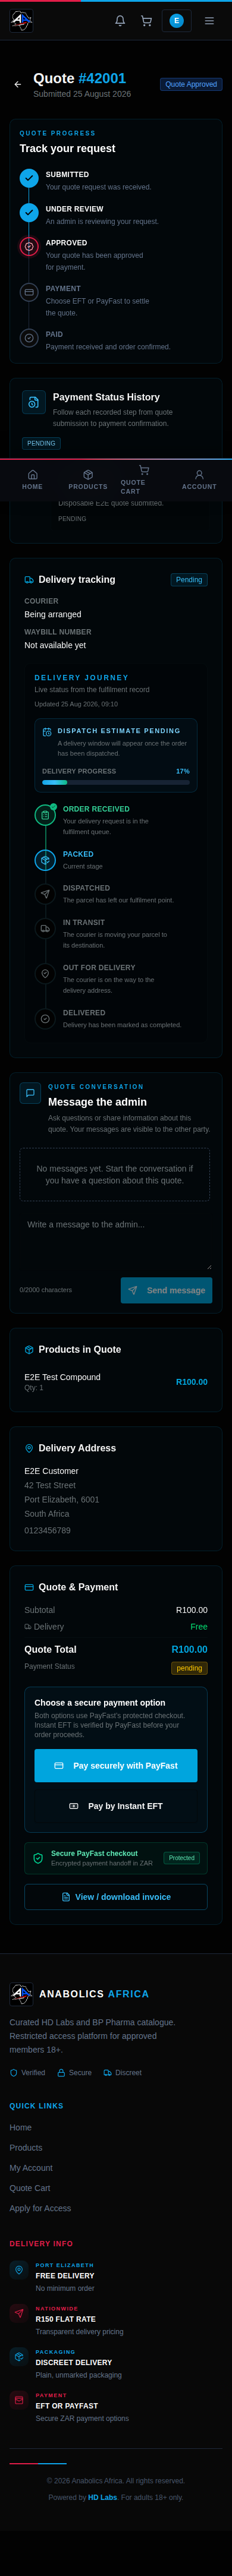 E
Quote #42001
Submitted 25 August 2026
Quote Approved
QUOTE PROGRESS
Track your request
SUBMITTED
Your quote request was received.
UNDER REVIEW
An admin is reviewing your request.
APPROVED
Your quote has been approved
for payment.
PAYMENT
Choose EFT or PayFast to settle
the quote.
PAID
Payment received and order confirmed.
Payment Status History
Follow each recorded step from quote
submission to payment confirmation.
PENDING
HOME
PRODUCTS
QUOTE
CART
ACCOUNT
Disposable E2E quote submitted.
PENDING
Delivery tracking
Pending
COURIER
Being arranged
WAYBILL NUMBER
Not available yet
DELIVERY JOURNEY
Live status from the fulfilment record
Updated 25 Aug 2026, 09:10
DISPATCH ESTIMATE PENDING
A delivery window will appear once the order
has been dispatched.
DELIVERY PROGRESS
17%
ORDER RECEIVED
Your delivery request is in the
fulfilment queue.
PACKED
Current stage
DISPATCHED
The parcel has left our fulfilment point.
IN TRANSIT
The courier is moving your parcel to
its destination.
OUT FOR DELIVERY
The courier is on the way to the
delivery address.
DELIVERED
Delivery has been marked as completed.
QUOTE CONVERSATION
Message the admin
Ask questions or share information about this
quote. Your messages are visible to the other party.
No messages yet. Start the conversation if
you have a question about this quote.
Write a message to the admin...
0/2000 characters
Send message
Products in Quote
E2E Test Compound
Qty: 1
R100.00
Delivery Address
E2E Customer
42 Test Street
Port Elizabeth, 6001
South Africa
0123456789
Quote & Payment
Subtotal R100.00
Delivery Free
Quote Total R100.00
Payment Status pending
Choose a secure payment option
Both options use PayFast's protected checkout.
Instant EFT is verified by PayFast before your
order proceeds.
Pay securely with PayFast
Pay by Instant EFT
Secure PayFast checkout
Encrypted payment handoff in ZAR
Protected
View / download invoice
ANABOLICS AFRICA
Curated HD Labs and BP Pharma catalogue.
Restricted access platform for approved
members 18+.
Verified Secure Discreet
QUICK LINKS
Home
Products
My Account
Quote Cart
Apply for Access
DELIVERY INFO
PORT ELIZABETH
FREE DELIVERY
No minimum order
NATIONWIDE
R150 FLAT RATE
Transparent delivery pricing
PACKAGING
DISCREET DELIVERY
Plain, unmarked packaging
PAYMENT
EFT OR PAYFAST
Secure ZAR payment options
© 2026 Anabolics Africa. All rights reserved.
Powered by HD Labs. For adults 18+ only.